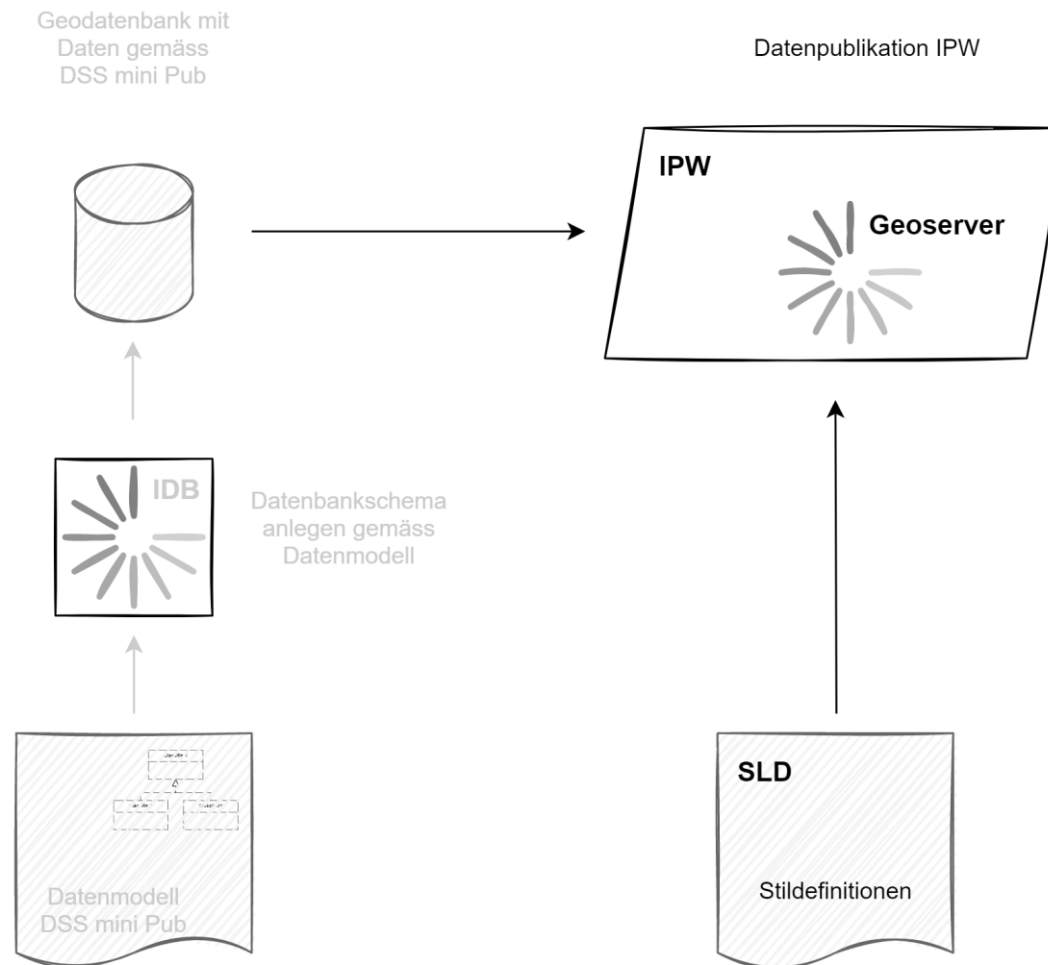 Geodatenbank mit
Daten gemäss
DSS mini Pub
Datenpublikation IPW
IPW
Geoserver
IDB
Datenbankschema
anlegen gemäss
Datenmodell
SLD
Stildefinitionen
Datenmodell
DSS mini Pub